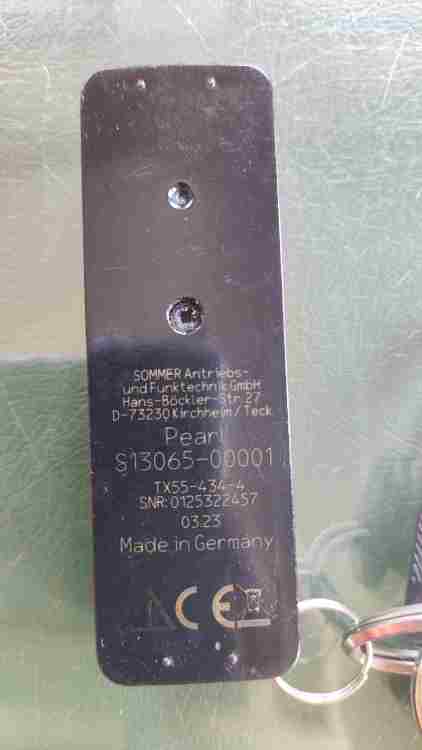 SOMMER Antriebs-
und Funktechnik GmbH
Hans-Böckler-Str. 27
D-73230 Kirchheim/Teck
Pearl
S13065-00001
TX55-434-4
SNR: 0125322457
03.23
Made in Germany
CE